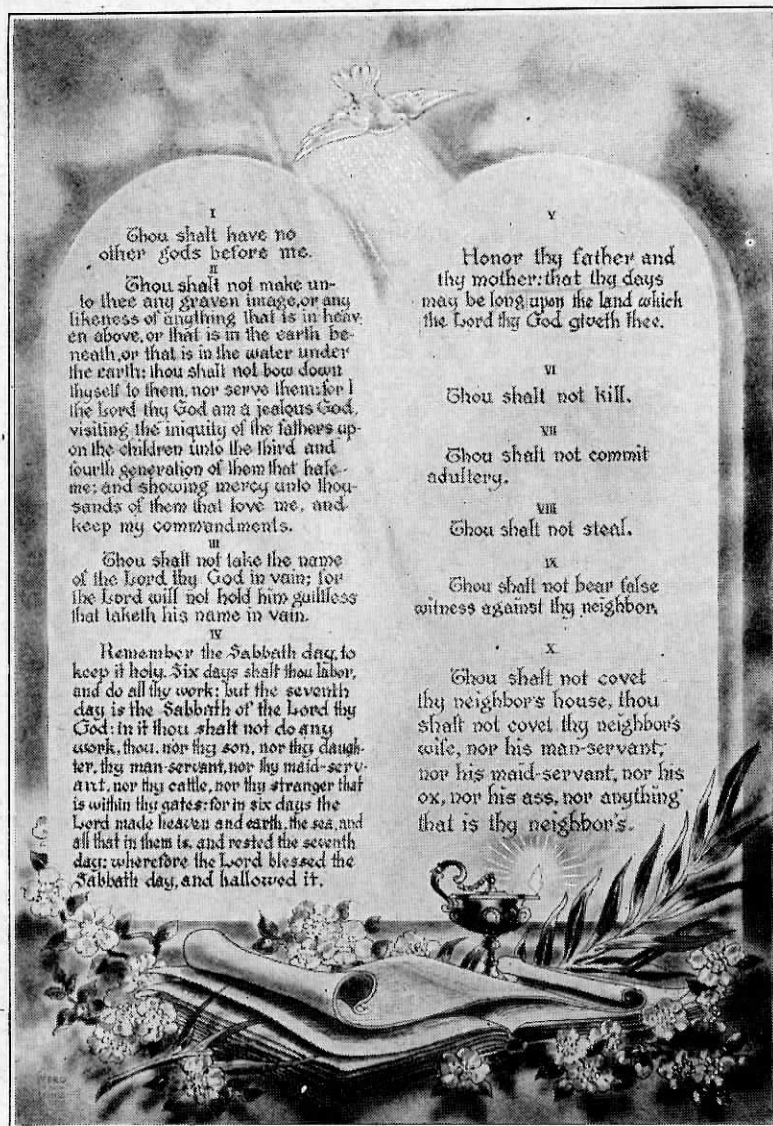 I
Thou shalt have no
other gods before me.
II
Thou shalt not make un-
to thee any graven image, or any
likeness of anything that is in heav
en above, or that is in the earth be-
neath, or that is in the water under
the earth: thou shalt not bow down
thyself to them, nor serve them: for I
the Lord thy God am a jealous God,
visiting the iniquity of the fathers up-
on the children unto the third and
fourth generation of them that hate
me; and showing mercy unto thou-
sands of them that love me, and
keep my commandments.
III
Thou shalt not take the name
of the Lord thy God in vain; for
the Lord will not hold him guiltless
that taketh his name in vain.
IV
Remember the Sabbath day, to
keep it holy. Six days shalt thou labor,
and do all thy work: but the seventh
day is the Sabbath of the Lord thy
God: in it thou shalt not do any
work, thou, nor thy son, nor thy daugh-
ter, thy man-servant, nor thy maid-serv-
ant, nor thy cattle, nor thy stranger that
is within thy gates: for in six days the
Lord made heaven and earth, the sea, and
all that in them is, and rested the seventh
day: wherefore the Lord blessed the
Sabbath day, and hallowed it.
V
Honor thy father and
thy mother: that thy days
may be long upon the land which
the Lord thy God giveth thee.
VI
Thou shalt not kill.
VII
Thou shalt not commit
adultery.
VIII
Thou shalt not steal.
IX
Thou shalt not bear false
witness against thy neighbor.
X
Thou shalt not covet
thy neighbor's house, thou
shalt not covet thy neighbor's
wife, nor his man-servant,
nor his maid-servant, nor his
ox, nor his ass, nor anything
that is thy neighbor's.